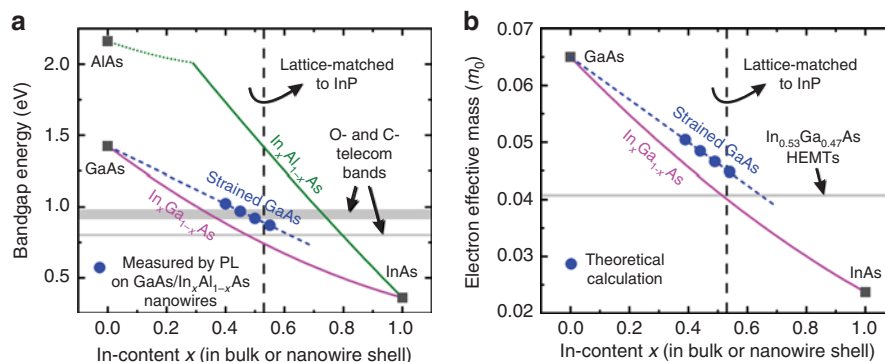 a
Bandgap energy (eV)
2.0
1.5
1.0
0.5
0.0 0.2 0.4 0.6 0.8 1.0
In-content x (in bulk or nanowire shell)
AlAs
GaAs
InAs
Lattice-matched
to InP
InxAl1−xAs
O- and C-
telecom
bands
Strained GaAs
InxGa1−xAs
Measured by PL
on GaAs/InxAl1−xAs
nanowires
b
Electron effective mass (m0)
0.07
0.06
0.05
0.04
0.03
0.02
0.0 0.2 0.4 0.6 0.8 1.0
In-content x (in bulk or nanowire shell)
GaAs
Lattice-matched
to InP
Strained GaAs
InxGa1−xAs
In0.53Ga0.47As
HEMTs
InAs
Theoretical
calculation